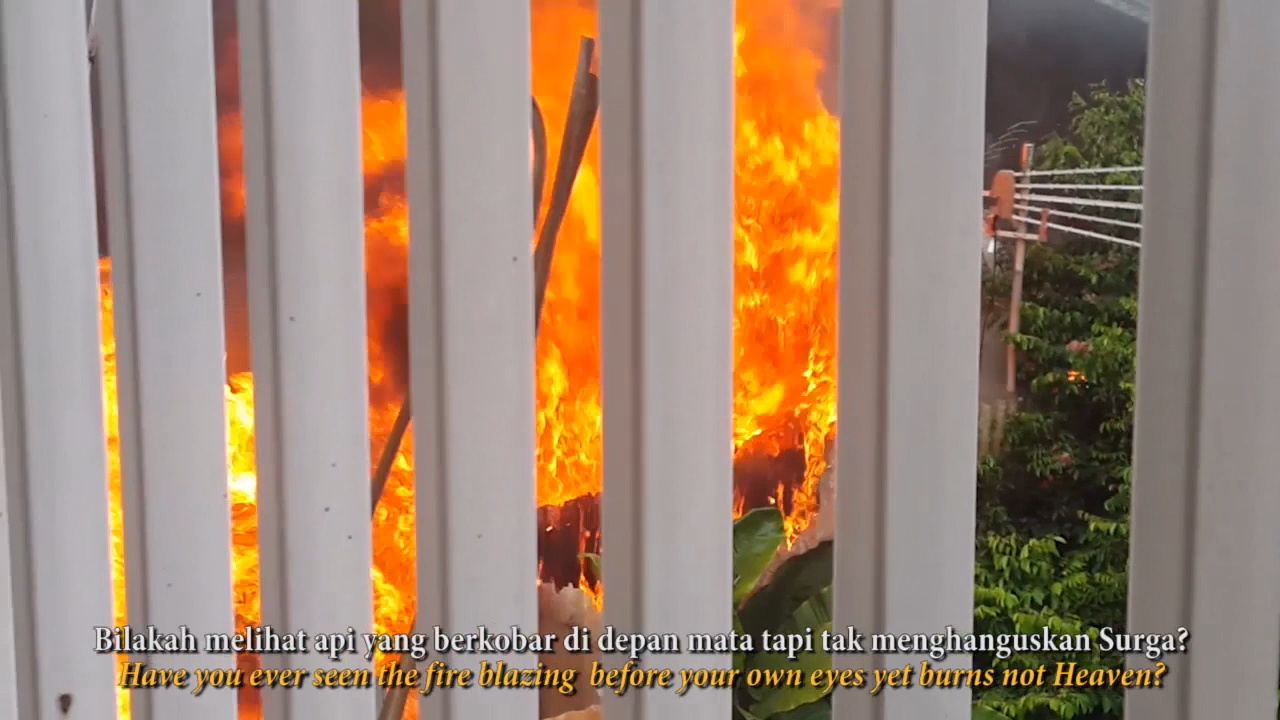 Bilakah melihat api yang berkobar di depan mata tapi tak menghanguskan Surga?
Have you ever seen the fire blazing  before your own eyes yet burns not Heaven?